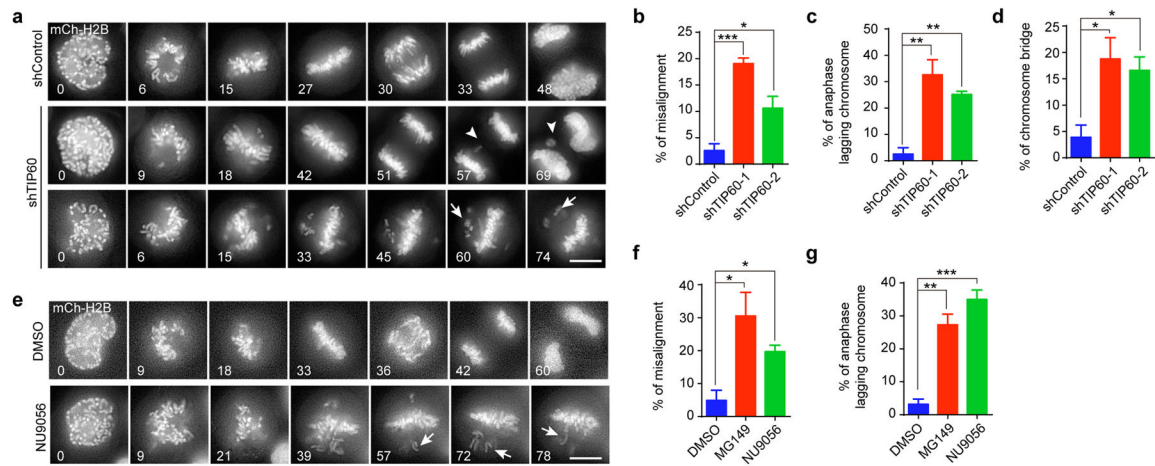 a
mCh-H2B
shControl
0 6 15 27 30 33 48
shTIP60
0 9 18 42 51 57 69
0 6 15 33 45 60 74
b
% of misalignment
25
20
15
10
5
0
***
*
shControl
shTIP60-1
shTIP60-2
c
% of anaphase
lagging chromosome
50
40
30
20
10
0
**
**
shControl
shTIP60-1
shTIP60-2
d
% of chromosome bridge
25
20
15
10
5
0
*
*
shControl
shTIP60-1
shTIP60-2
e
mCh-H2B
DMSO
0 9 18 33 36 42 60
NU9056
0 9 21 39 57 72 78
f
% of misalignment
40
30
20
10
0
*
*
DMSO
MG149
NU9056
g
% of anaphase
lagging chromosome
40
30
20
10
0
**
***
DMSO
MG149
NU9056